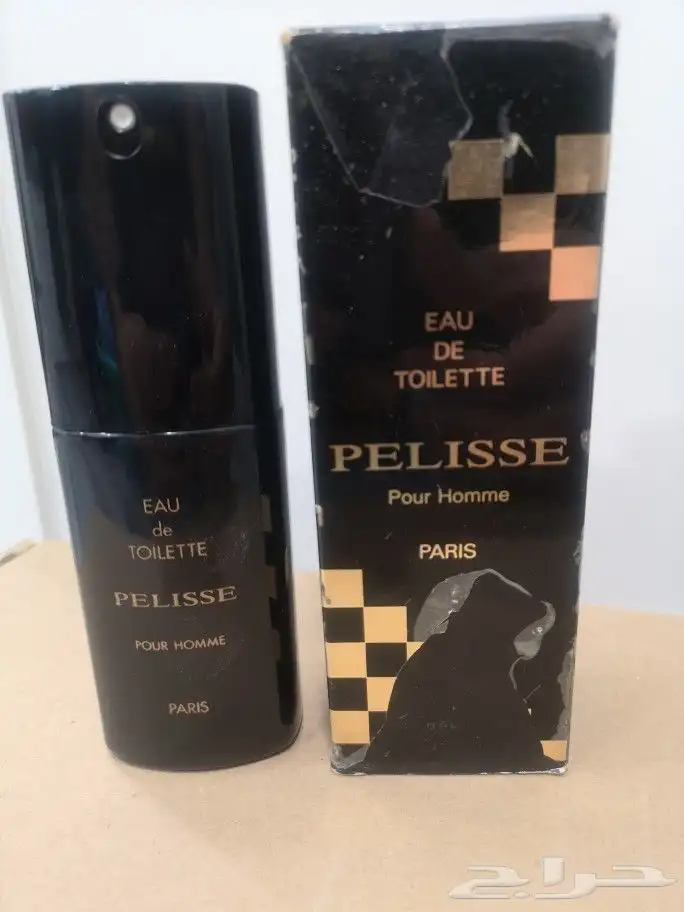 EAU
de
TOILETTE
PELISSE
POUR HOMME
PARIS
EAU
DE
TOILETTE
PELISSE
Pour Homme
PARIS
حراج